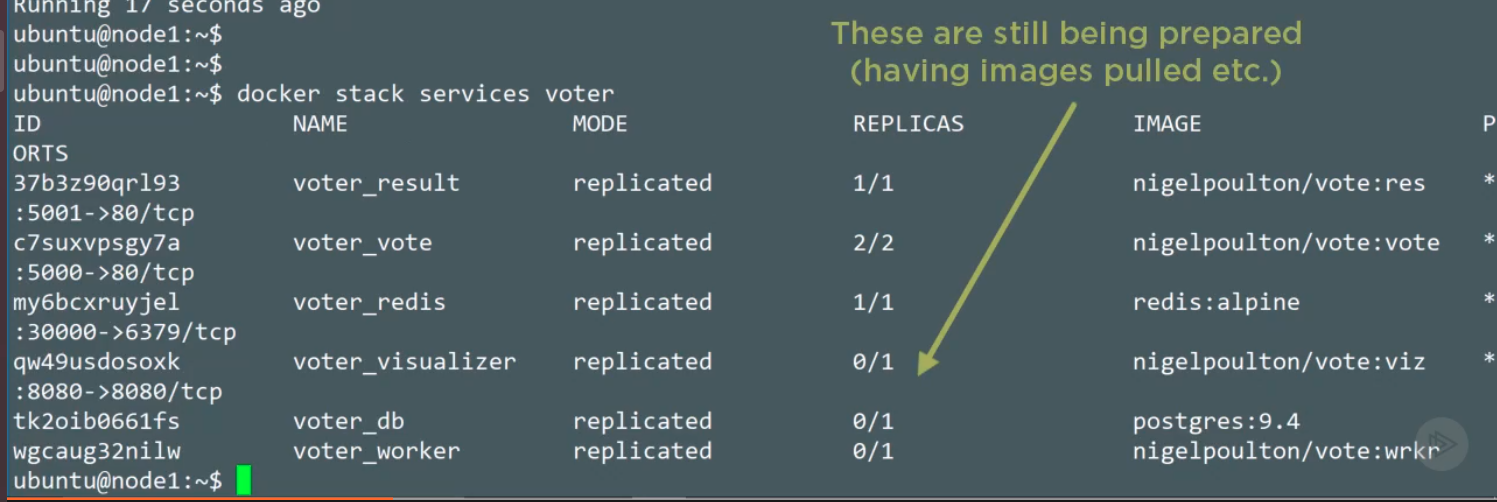 Running 17 seconds ago
ubuntu@node1:~$
ubuntu@node1:~$
ubuntu@node1:~$ docker stack services voter
These are still being prepared
(having images pulled etc.)
ID NAME MODE REPLICAS IMAGE P
ORTS
37b3z90qrl93 voter_result replicated 1/1 nigelpoulton/vote:res *
:5001->80/tcp
c7suxvpsgy7a voter_vote replicated 2/2 nigelpoulton/vote:vote *
:5000->80/tcp
my6bcxruyjel voter_redis replicated 1/1 redis:alpine *
:30000->6379/tcp
qw49usdosoxk voter_visualizer replicated 0/1 nigelpoulton/vote:viz *
:8080->8080/tcp
tk2oib0661fs voter_db replicated 0/1 postgres:9.4
wgcaug32nilw voter_worker replicated 0/1 nigelpoulton/vote:wrkr
ubuntu@node1:~$